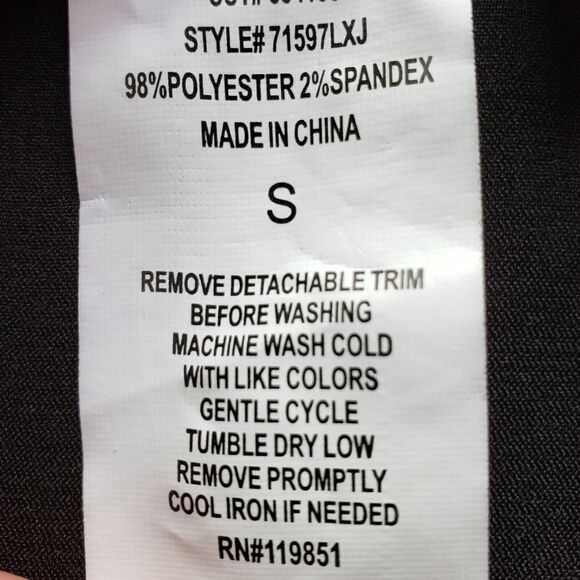 STYLE# 71597LXJ
98%POLYESTER 2%SPANDEX
MADE IN CHINA
S
REMOVE DETACHABLE TRIM
BEFORE WASHING
MACHINE WASH COLD
WITH LIKE COLORS
GENTLE CYCLE
TUMBLE DRY LOW
REMOVE PROMPTLY
COOL IRON IF NEEDED
RN#119851